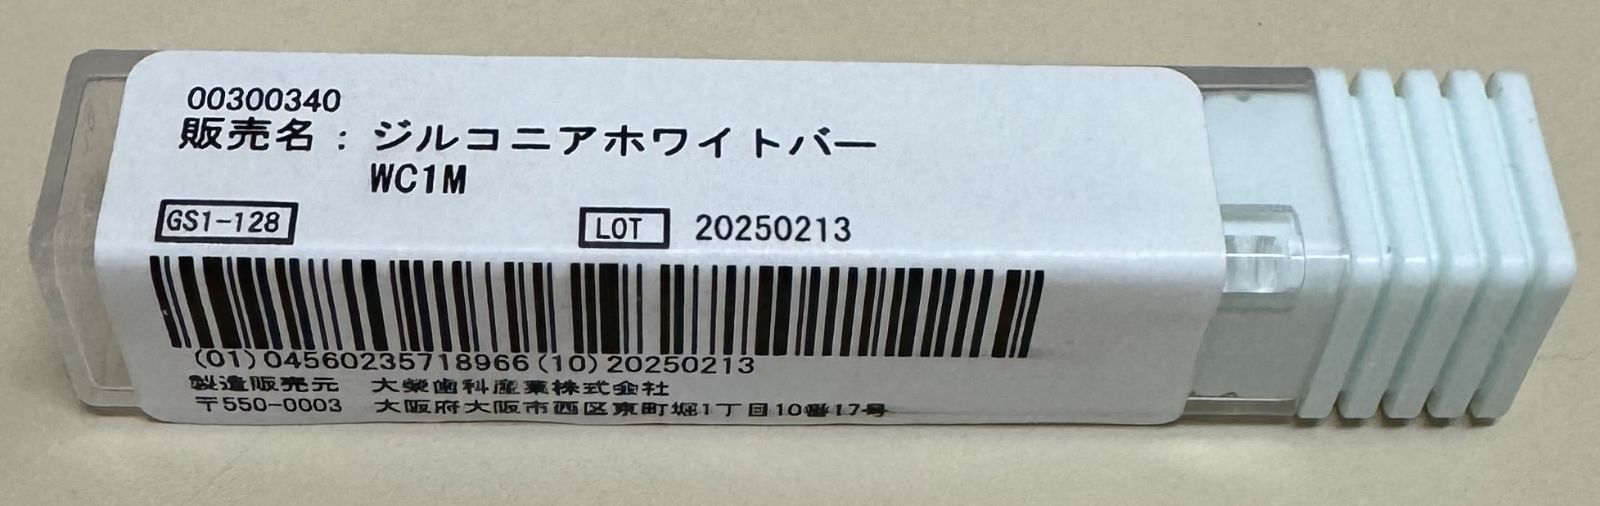 00300340
販売名：ジルコニアホワイトバー
WC1M
GS1-128
LOT 20250213
(01)04560235718966(10)20250213
製造販売元 大榮歯科産業株式会社
〒550-0003 大阪府大阪市西区東町堀1丁目10番17号